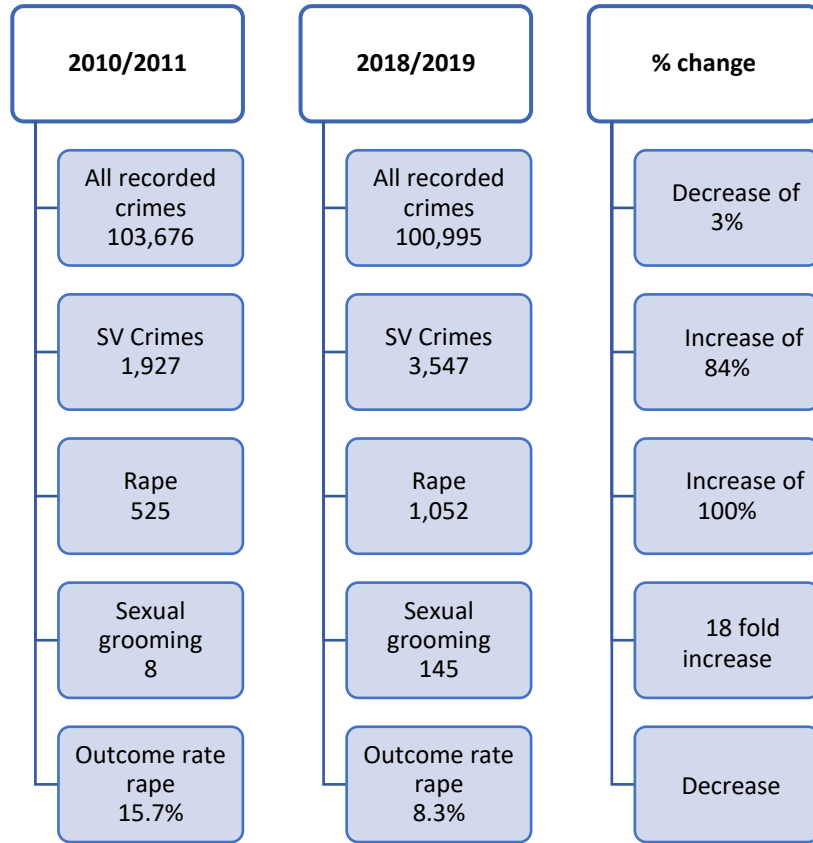 2010/2011
All recorded
crimes
103,676
SV Crimes
1,927
Rape
525
Sexual
grooming
8
Outcome rate
rape
15.7%
2018/2019
All recorded
crimes
100,995
SV Crimes
3,547
Rape
1,052
Sexual
grooming
145
Outcome rate
rape
8.3%
% change
Decrease of
3%
Increase of
84%
Increase of
100%
18 fold
increase
Decrease